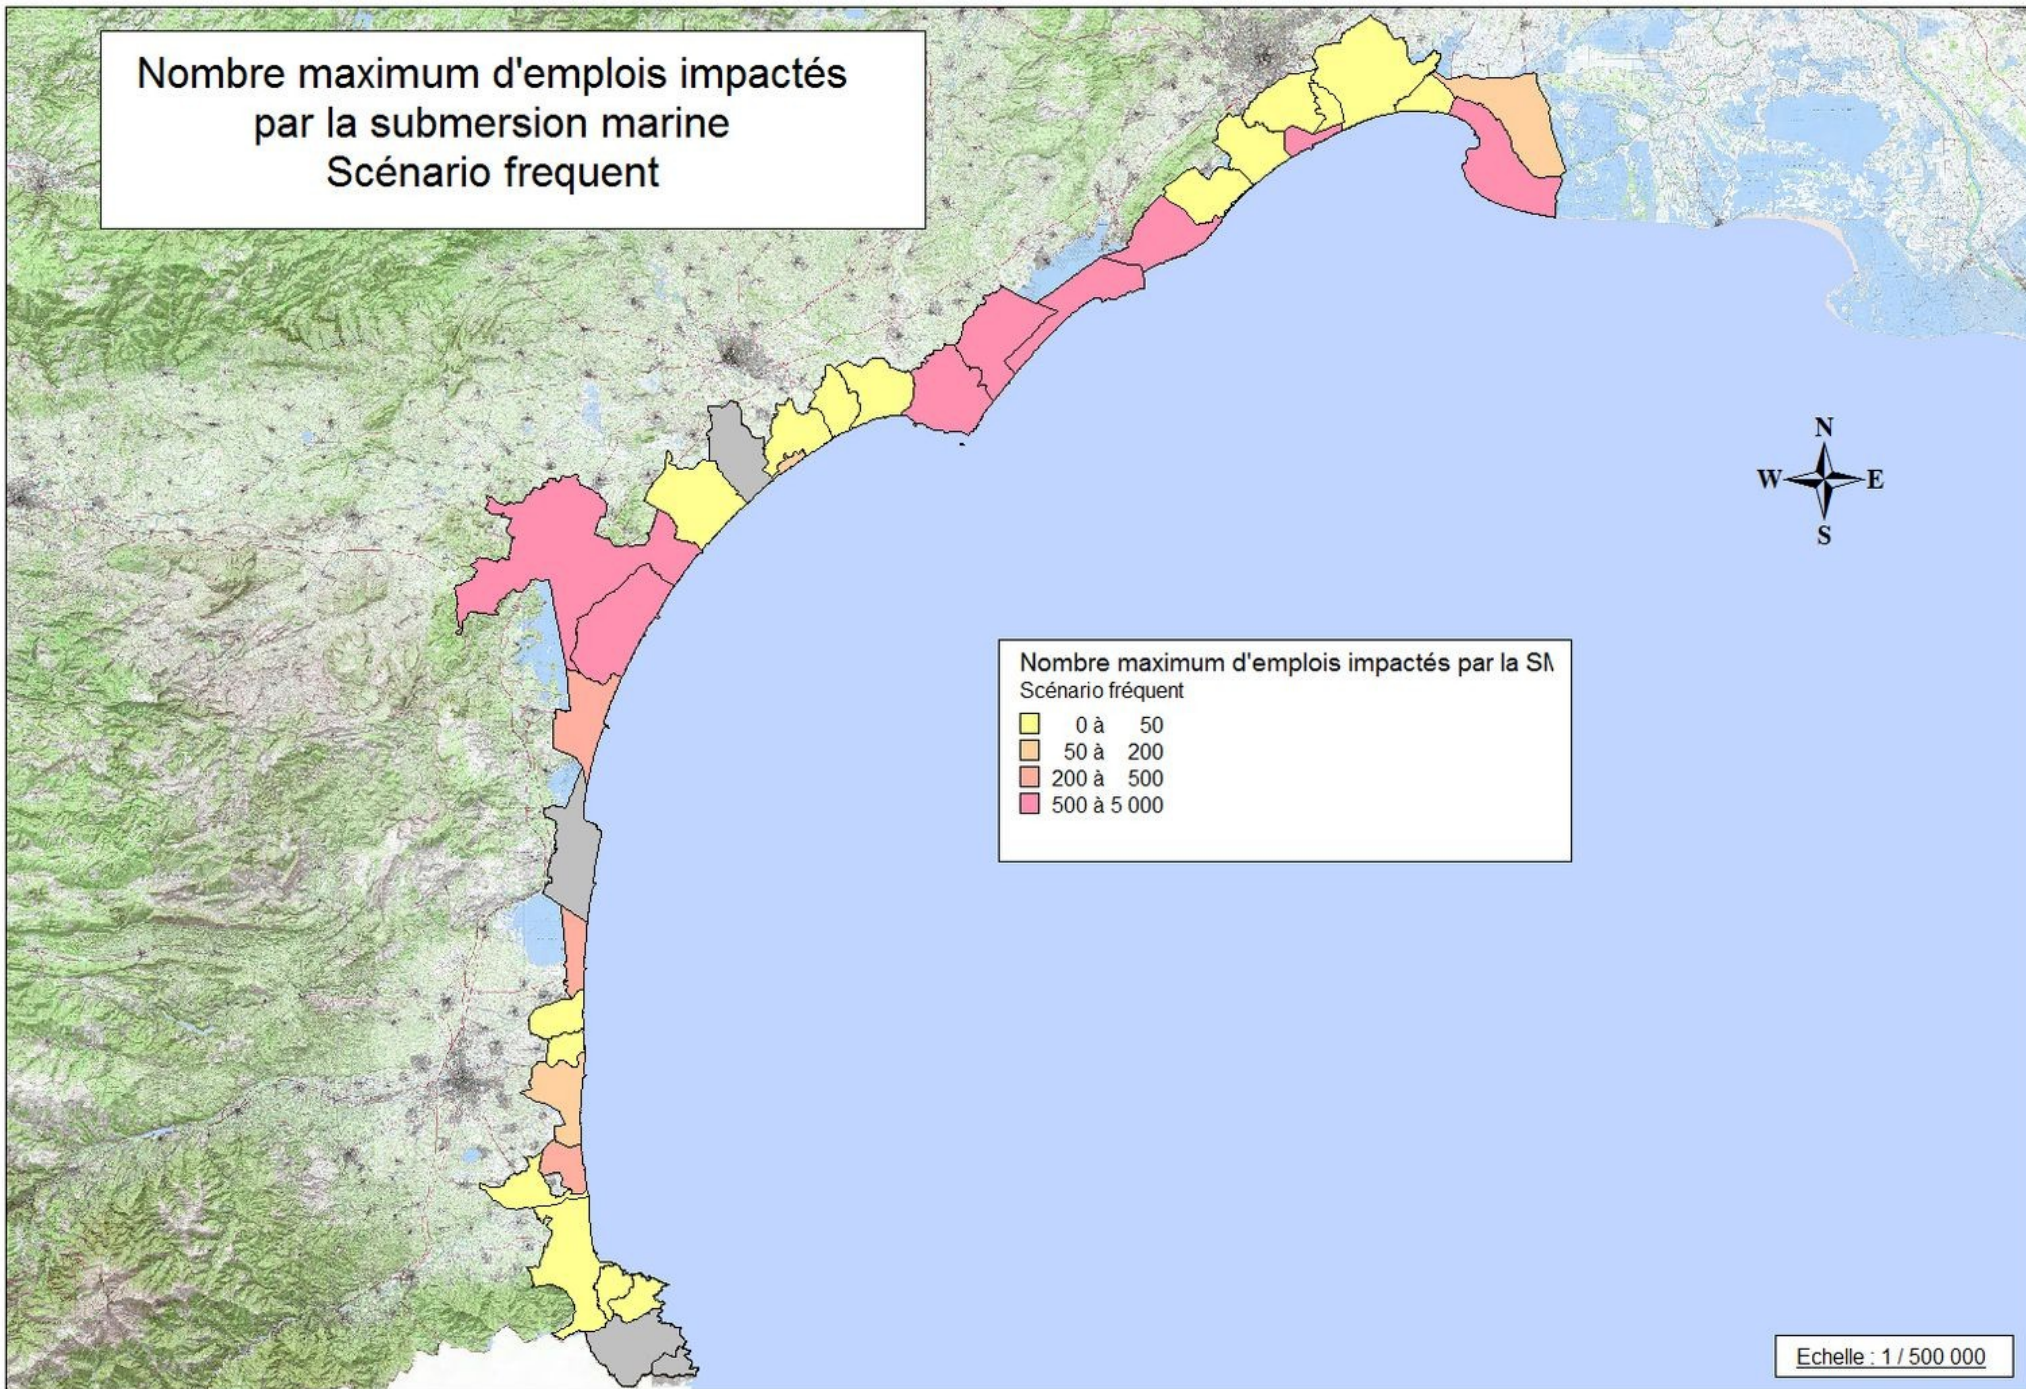 Nombre maximum d'emplois impactés
par la submersion marine
Scénario frequent
N
W E
S
Nombre maximum d'emplois impactés par la SM
Scénario fréquent
0 à 50
50 à 200
200 à 500
500 à 5 000
Echelle : 1 / 500 000